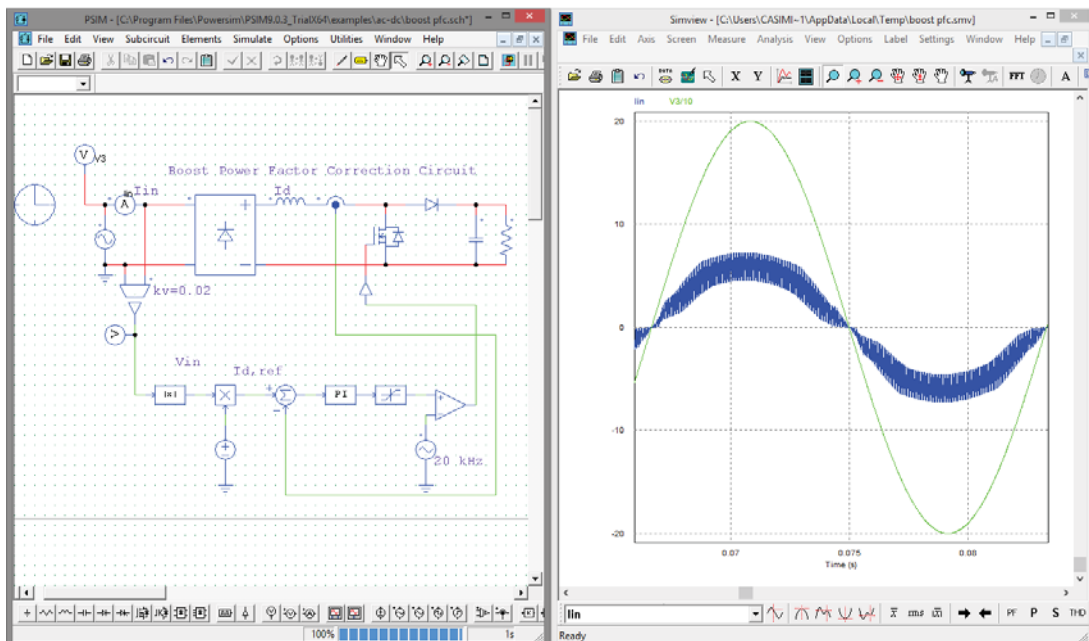 PSIM - [C:\Program Files\Powersim\PSIM9.0.3_TrialX64\examples\ac-dc\boost pfc.sch*]
File Edit View Subcircuit Elements Simulate Options Utilities Window Help
V
V3
Boost Power Factor Correction Circuit
Iin
Id
A
kv=0.02
V
Vin
Id,ref
|x|
Σ
PI
20 kHz
100%
1s
Simview - [C:\Users\CASIMI~1\AppData\Local\Temp\boost pfc.smv]
File Edit Axis Screen Measure Analysis View Options Label Settings Window Help
X Y FFT A
Iin V3/10
20
10
0
-10
-20
0.07 0.075 0.08
Time (s)
Iin
x rms PF P S THD
Ready